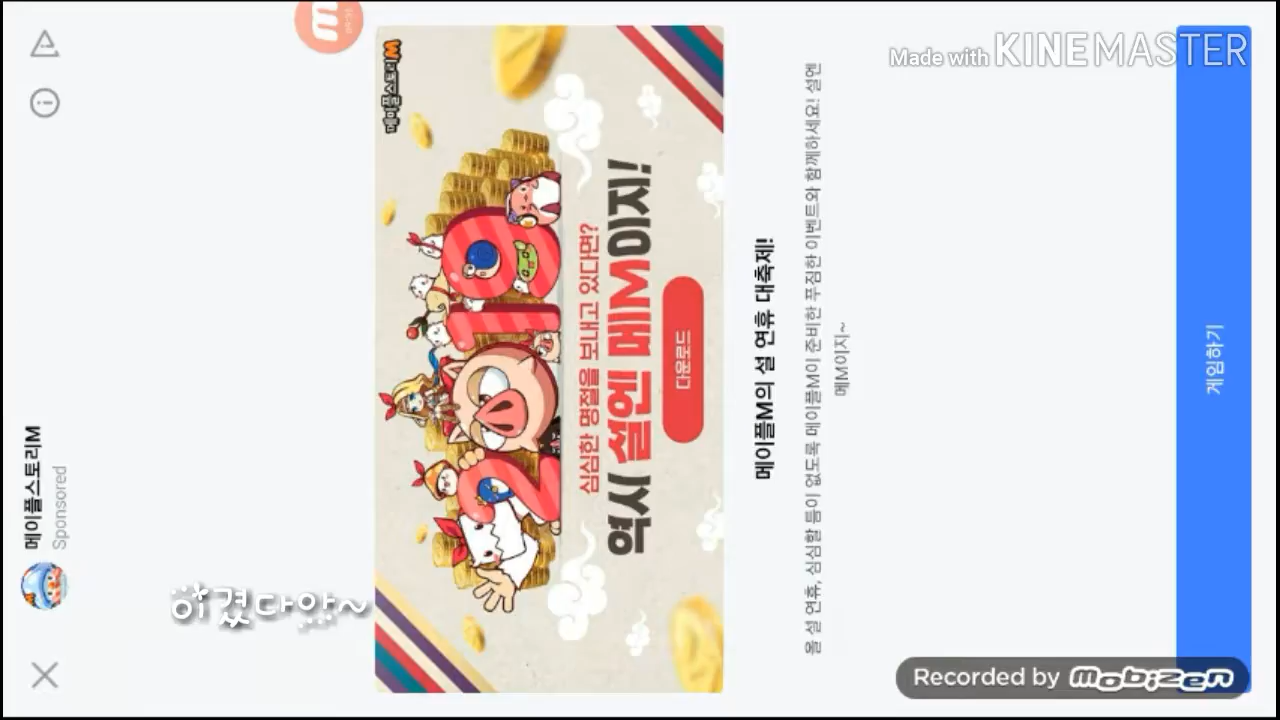 Made with KINEMASTER
메이플스토리M
Sponsored
메이플스토리M
2019
심심한 명절을 보내고 있다면?
역시 설엔 메M이지!
다운로드
메이플M의 설 연휴 대축제!
올 설 연휴, 심심할 틈이 없도록 메이플M이 준비한 푸짐한 이벤트와 함께하세요! 설엔
메M이지~
게임하기
이겼다앗~
Recorded by mobizen